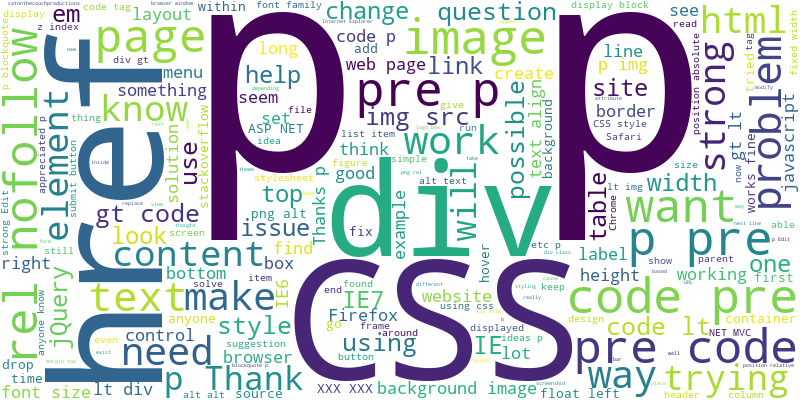 catonthecouchproductions
browser window
font family
Internet Explorer
display block
display
code tag
within
em
layout
change
question
see
html
z index
add
code p
read
p blockquote
page
div gt
long
image
line
tried
tag
fixed width
menu
help
web page
link
create
p img
know
something
seem
file
pre p
img src
possible
site
strong
position absolute
problem
javascript
nofollow
thing
set
ASP NET
give
text align
border
background
CSS style
Safari
href
p
p
div
css
element
submit button
appreciated p
solution
use
stackoverflow
idea
list item
run
work
attribute
depending
logo box
think
simple
take
size
modify
works fine
now
gt lt
inside
theme
figure
stylesheet
good
png rel
will
table
lt img
Chrome
width
want
able
way
rel
strong Edit
gt code
top
Thanks p
alt text
example
look
issue
png alt
fix
hover
label
show
parent
p pre
next line
p Edit
still
screen
thought
content
find
etc p
height
working
one
first
right
jQuery
bottom
box
div class
based
URL
text
make
IE6
item
solve
found
IE7
different
cause
keep
code pre
anyone know
anyone
end
website
using css
styling
really
container
style
Firefox
design
drop
even
control
go
frame
around
displayed
code lt
NET MVC
time
exist
need
suggestion
browser
using
ideas p
IE
lot
pre code
bar
well
margin top
button
way
trying
position relative
font size
lt div
p Thank
blockquote p
XXX XXX
background image
screenshot
place
float left
header
column
alt alt
source